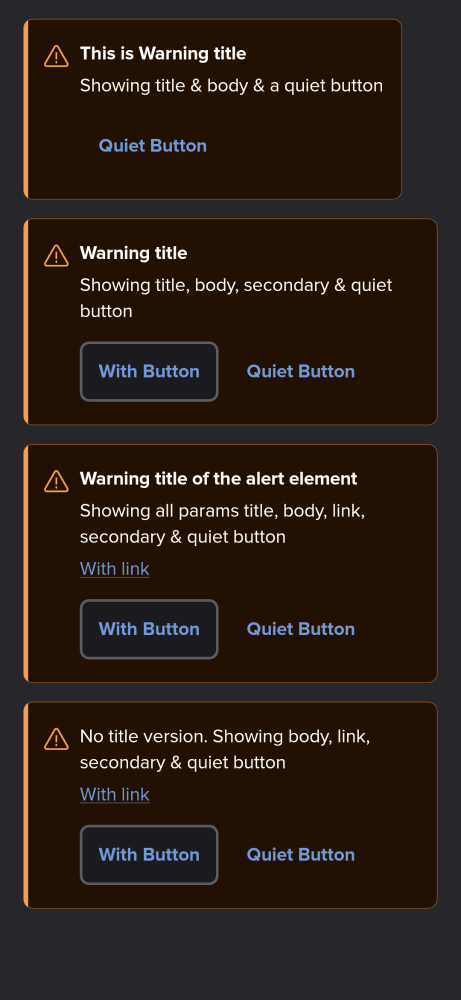 This is Warning title
Showing title & body & a quiet button
Quiet Button
Warning title
Showing title, body, secondary & quiet
button
With Button
Quiet Button
Warning title of the alert element
Showing all params title, body, link,
secondary & quiet button
With link
With Button
Quiet Button
No title version. Showing body, link,
secondary & quiet button
With link
With Button
Quiet Button